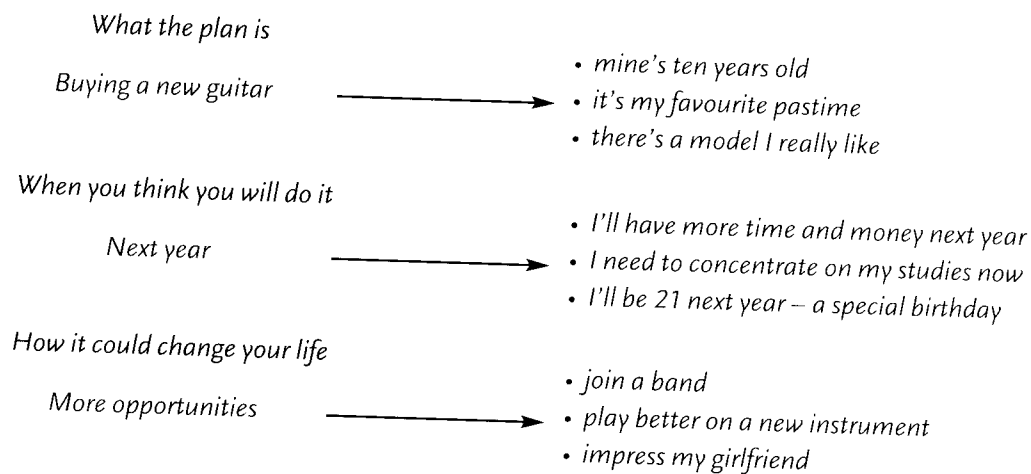 What the plan is
Buying a new guitar
• mine's ten years old
• it's my favourite pastime
• there's a model I really like
When you think you will do it
Next year
• I'll have more time and money next year
• I need to concentrate on my studies now
• I'll be 21 next year – a special birthday
How it could change your life
More opportunities
• join a band
• play better on a new instrument
• impress my girlfriend